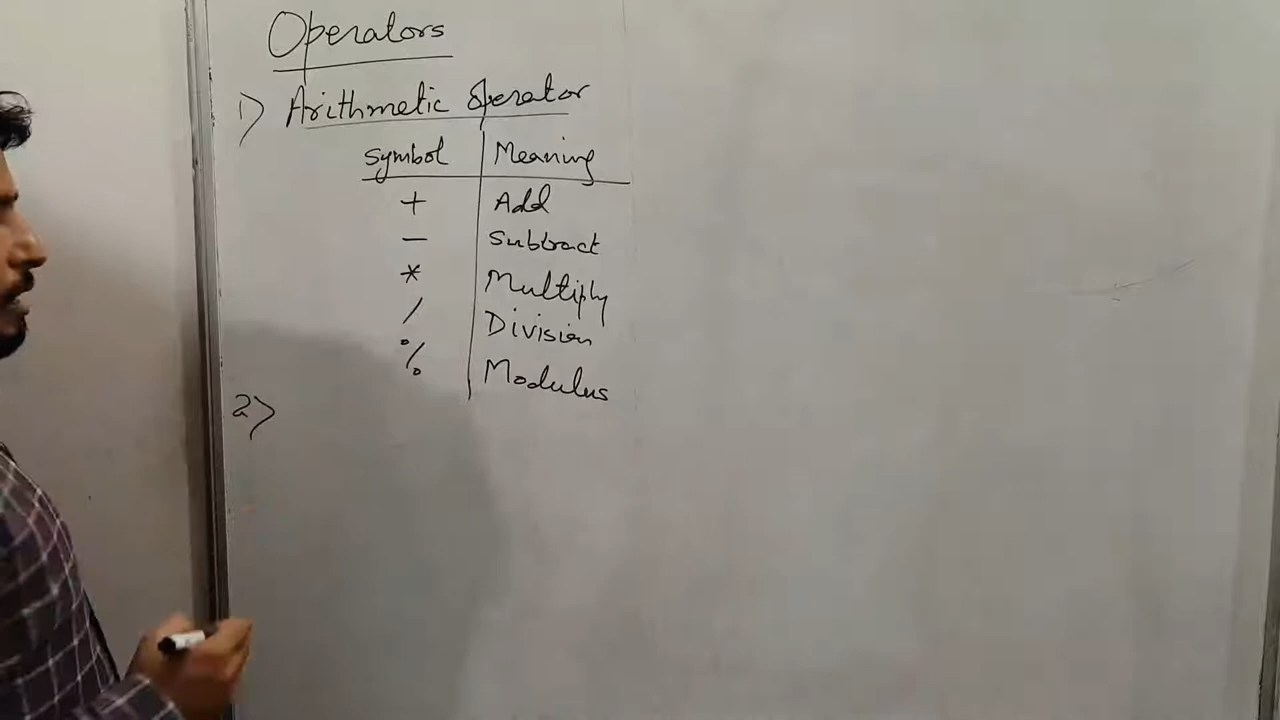 Operators
1) Arithmetic operator
Symbol Meaning
+ Add
- Subtract
* Multiply
/ Division
% Modulus
2)